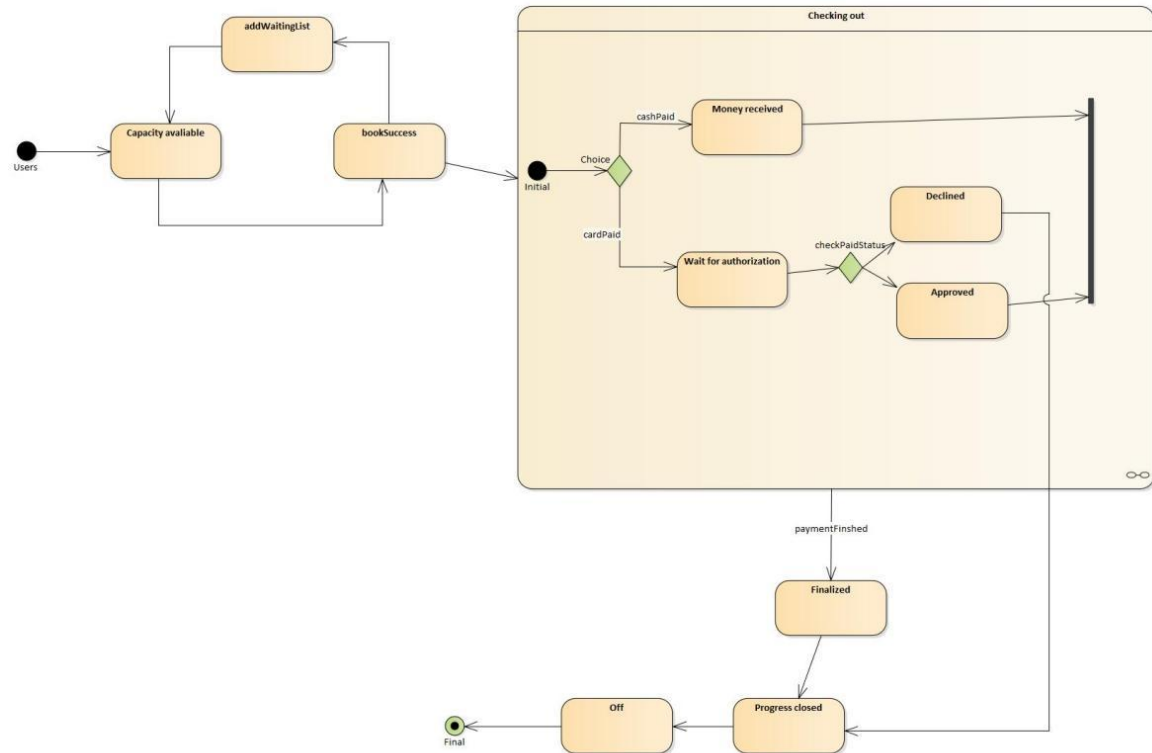 addWaitingList
Checking out
Capacity avaliable
bookSuccess
Users
Money received
cashPaid
Choice
Initial
Declined
cardPaid
checkPaidStatus
Wait for authorization
Approved
paymentFinshed
Finalized
Off
Progress closed
Final